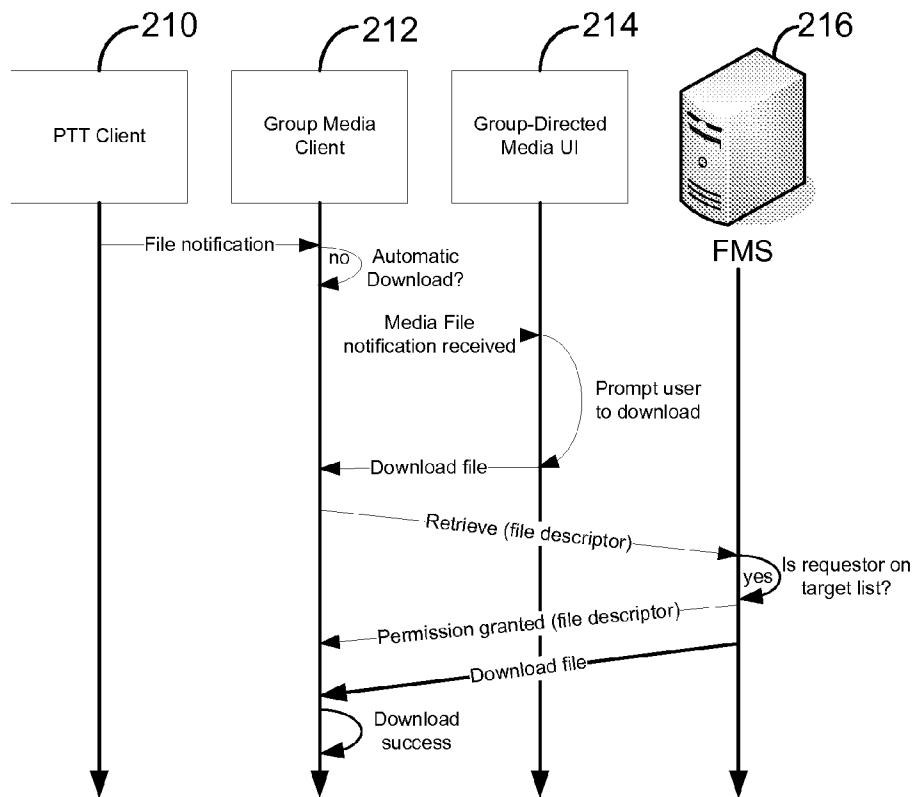 210
212
214
216
PTT Client
Group Media
Client
Group-Directed
Media UI
FMS
File notification
no
Automatic
Download?
Media File
notification received
Prompt user
to download
Download file
Retrieve (file descriptor)
yes
Is requestor on
target list?
Permission granted (file descriptor)
Download file
Download
success